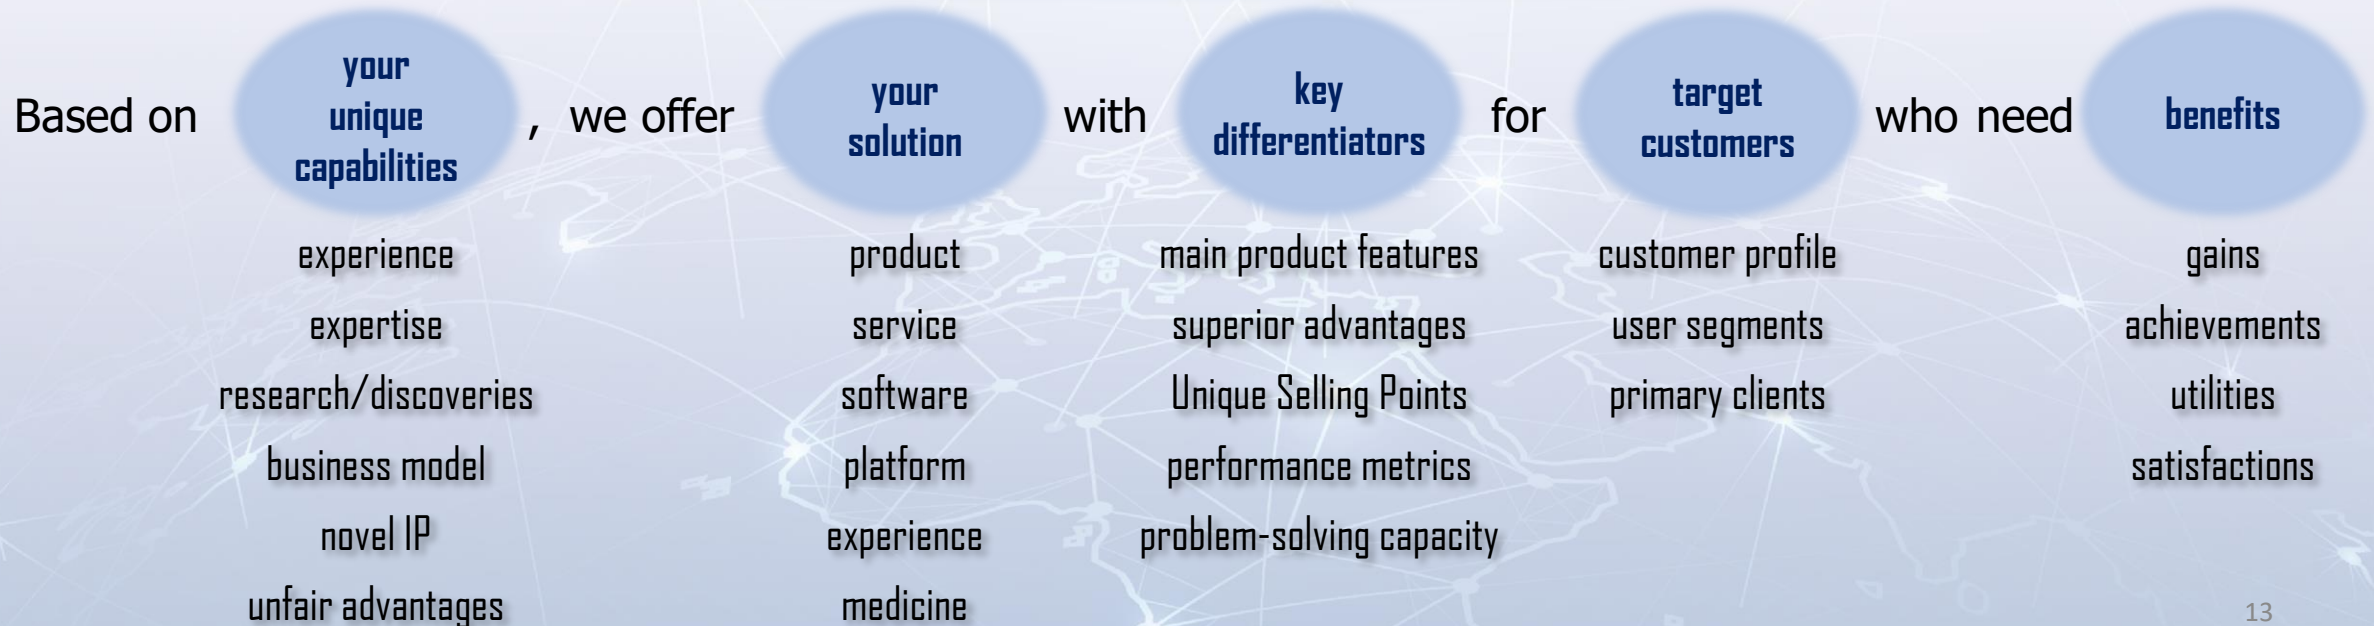 Based on your unique capabilities , we offer your solution with key differentiators for target customers who need benefits
experience product main product features customer profile gains
expertise service superior advantages user segments achievements
research/discoveries software Unique Selling Points primary clients utilities
business model platform performance metrics satisfactions
novel IP experience problem-solving capacity
unfair advantages medicine
13